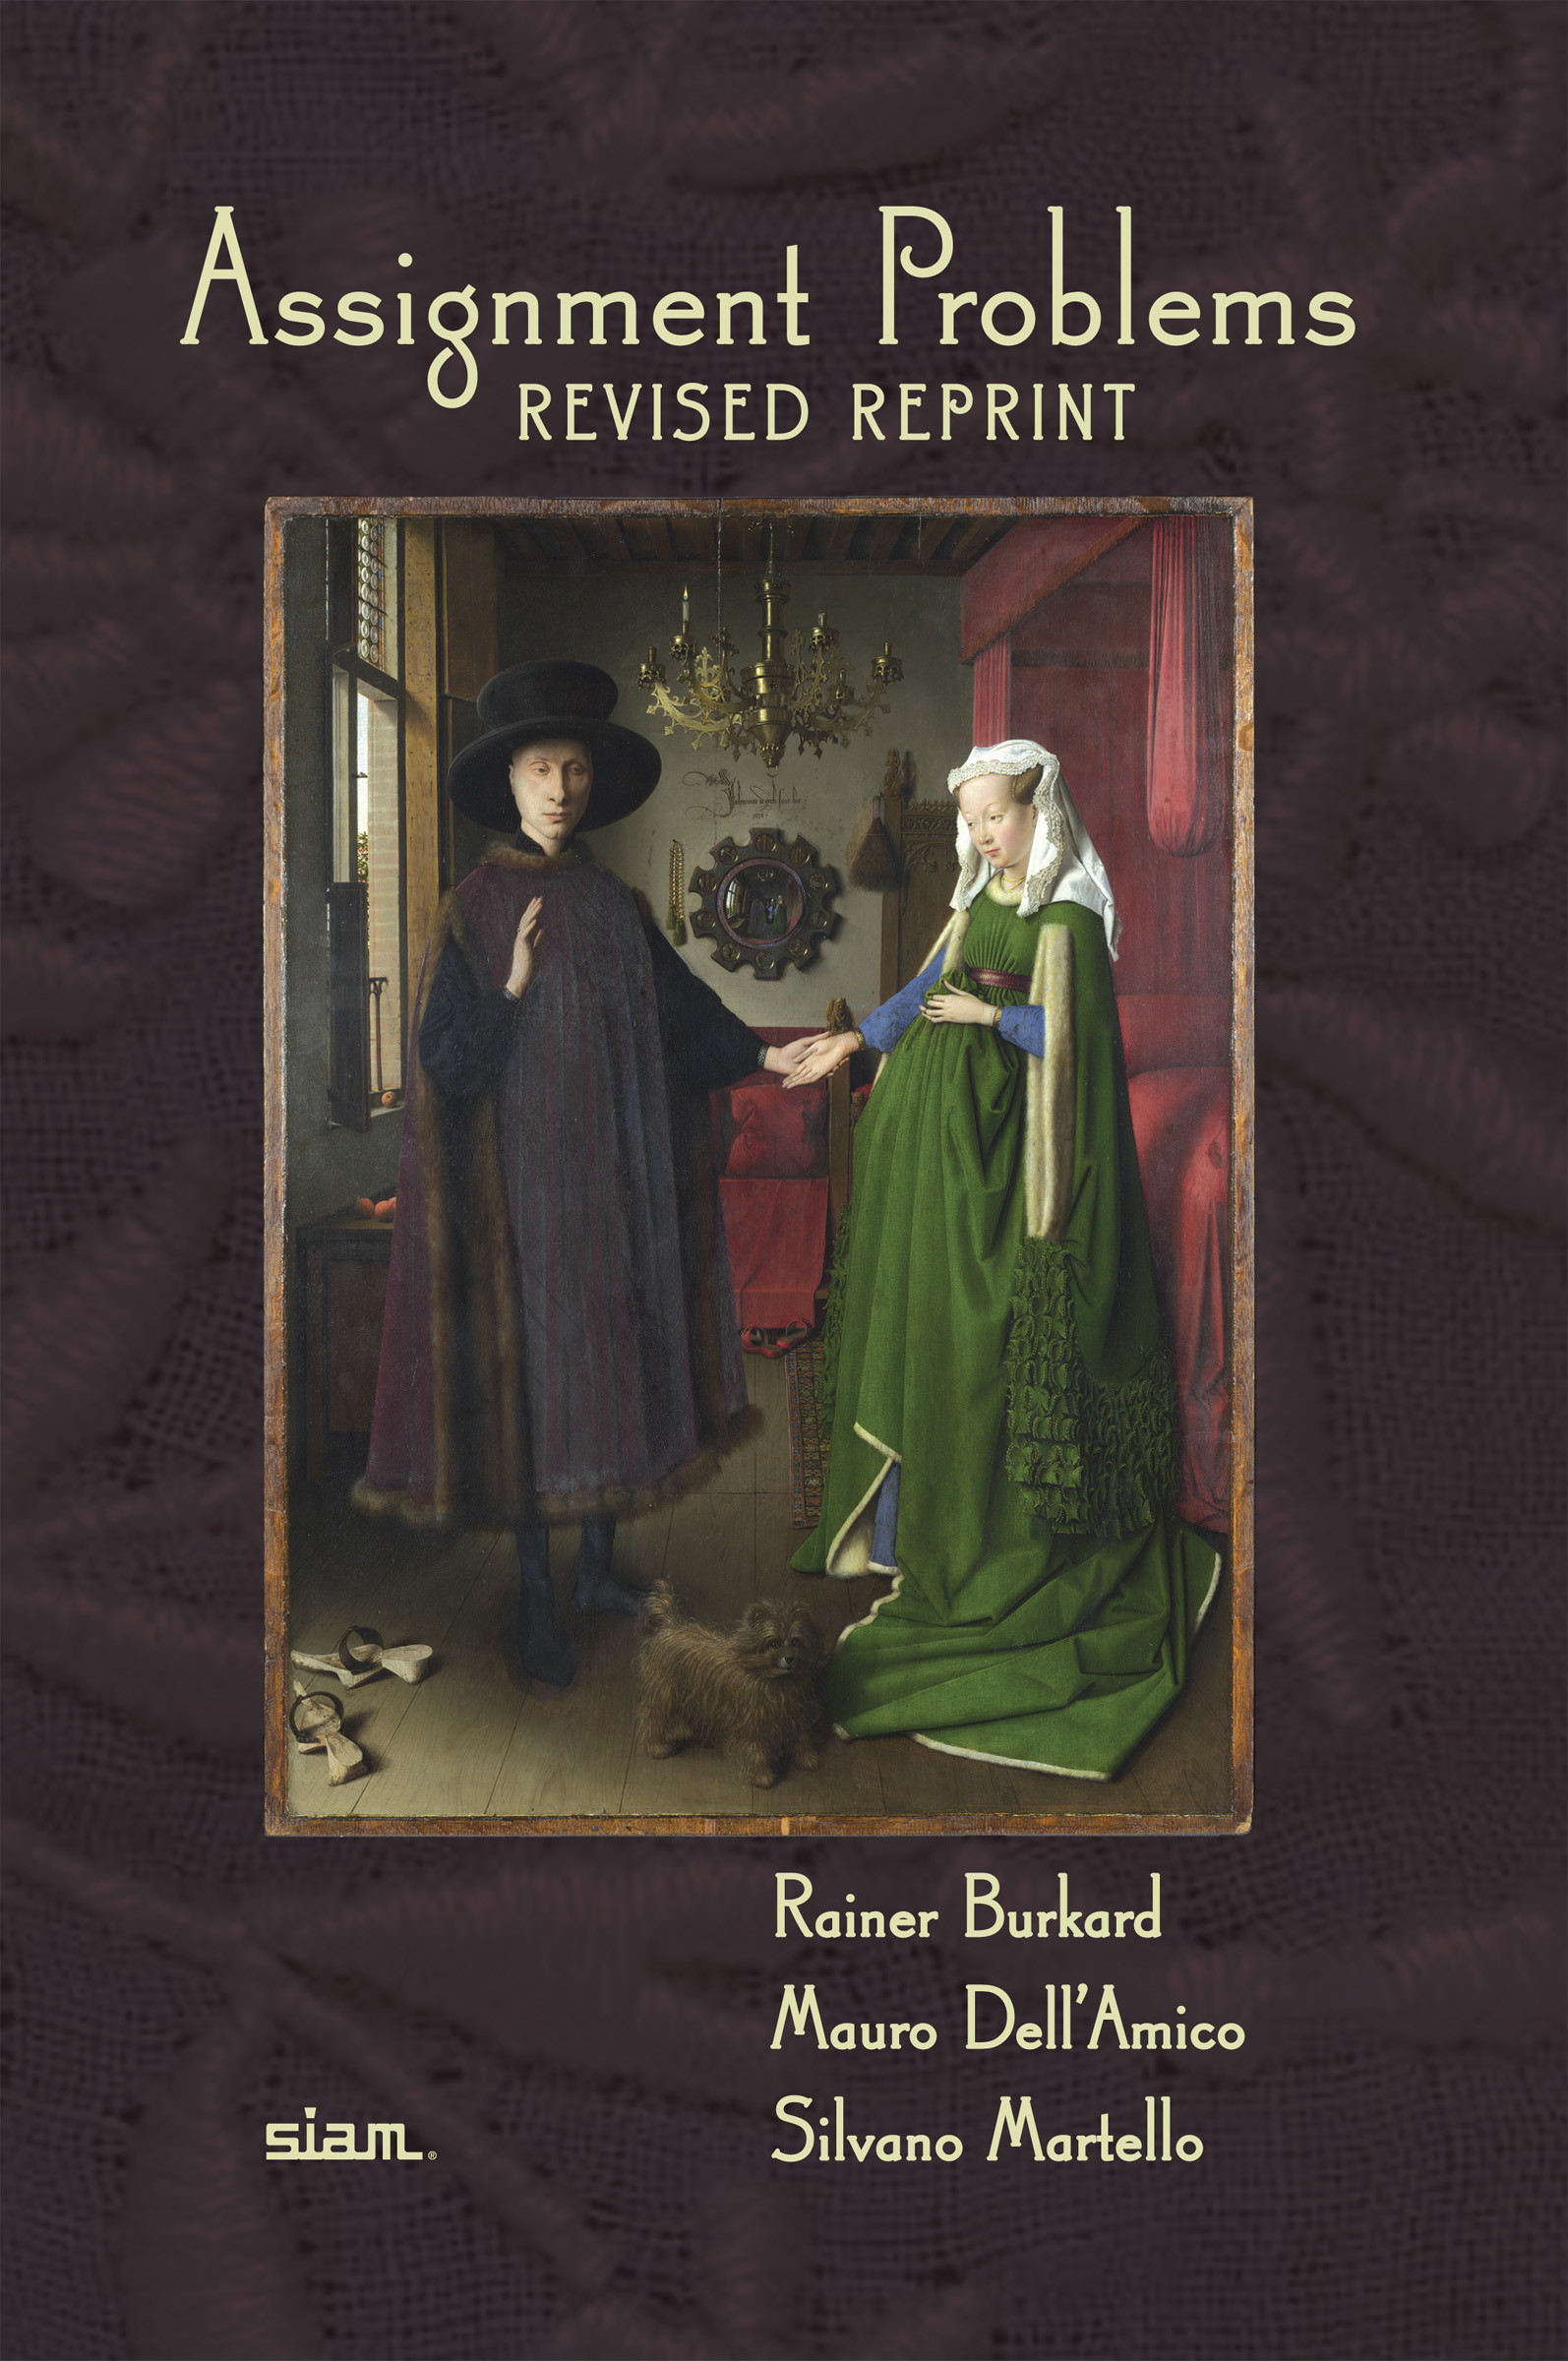 Assignment Problems
REVISED REPRINT
Rainer Burkard
Mauro Dell'Amico
Silvano Martello
siam®